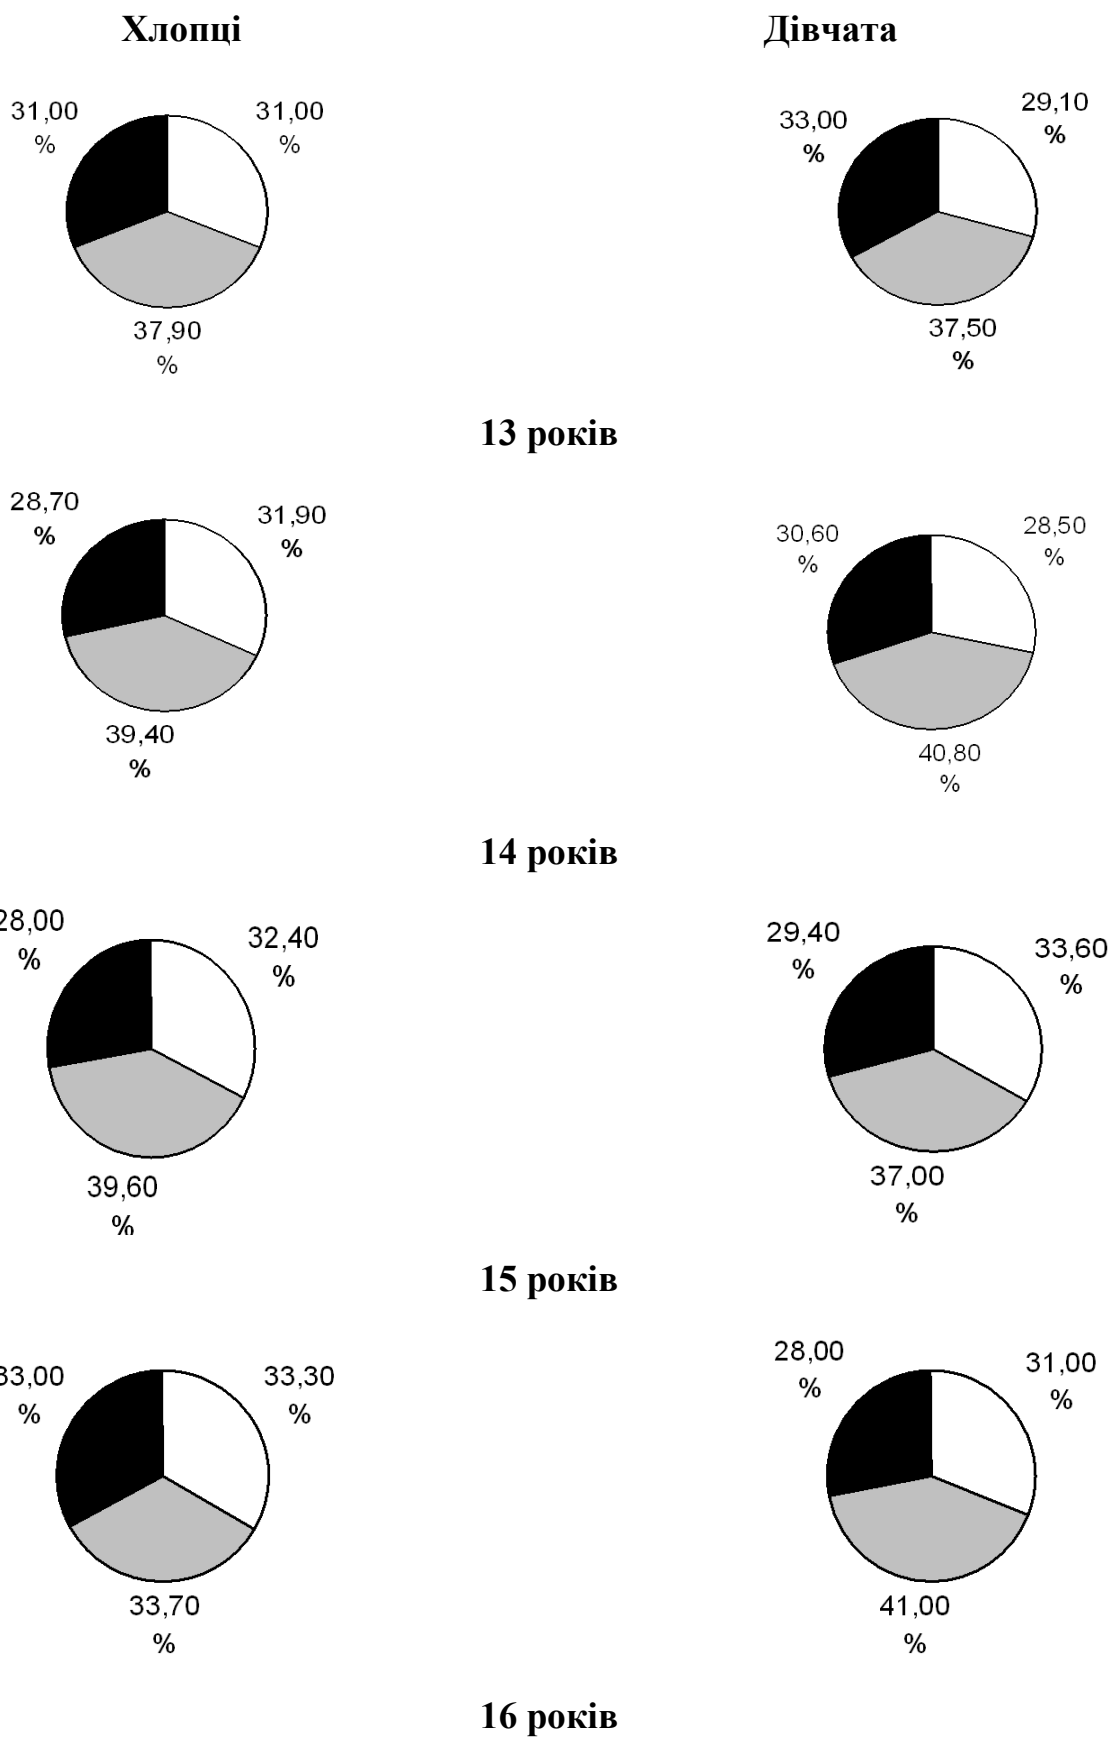 Хлопці Дівчата
31,00 31,00 33,00 29,10
% % % %
37,90 37,50
% %
13 років
28,70 31,90 30,60 28,50
% % % %
39,40 40,80
% %
14 років
28,00 32,40 29,40 33,60
% % % %
39,60 37,00
% %
15 років
33,00 33,30 28,00 31,00
% % % %
33,70 41,00
% %
16 років